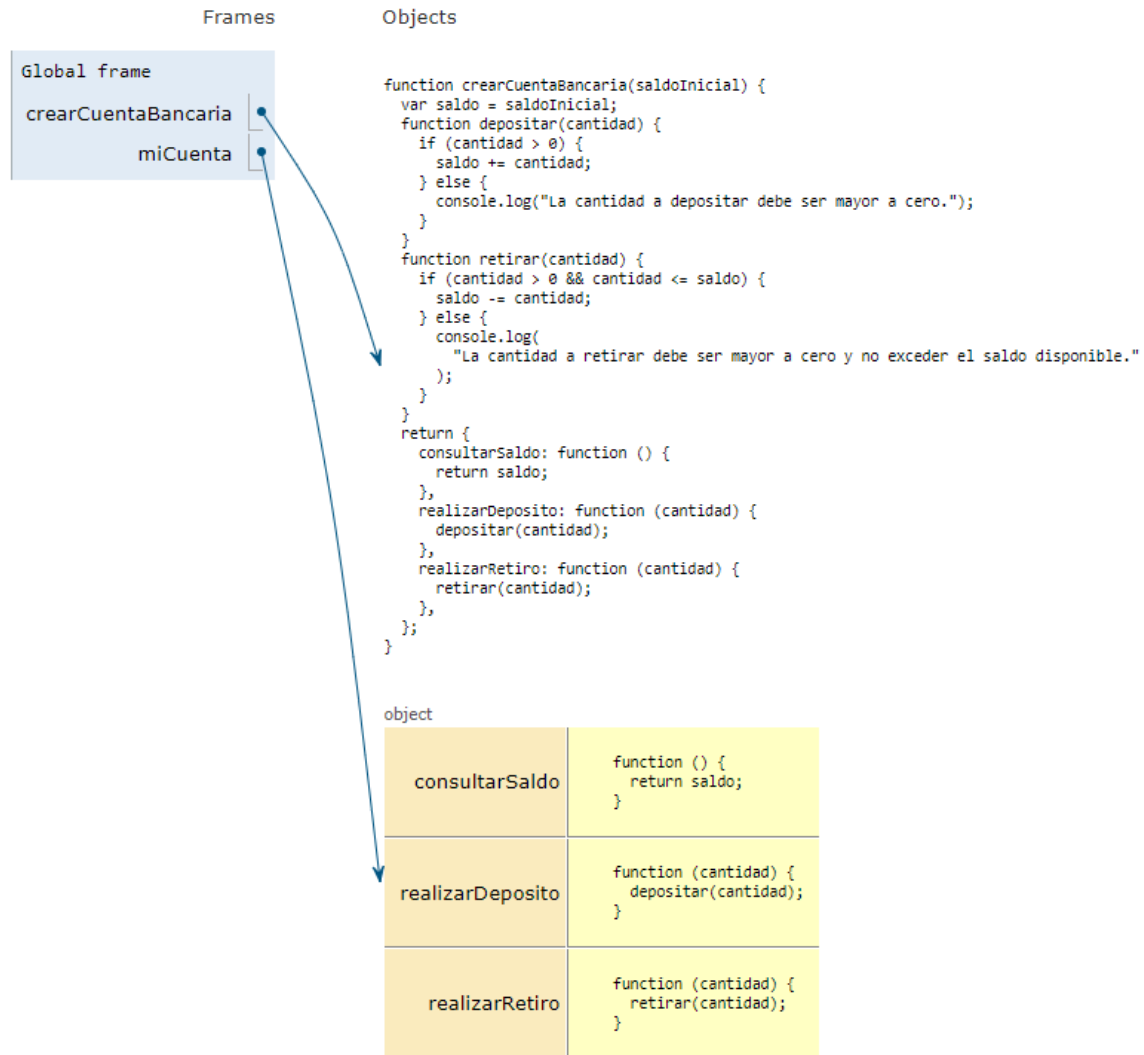 Frames
Objects
Global frame
crearCuentaBancaria
miCuenta
function crearCuentaBancaria(saldoInicial) {
  var saldo = saldoInicial;
  function depositar(cantidad) {
    if (cantidad > 0) {
      saldo += cantidad;
    } else {
      console.log("La cantidad a depositar debe ser mayor a cero.");
    }
  }
  function retirar(cantidad) {
    if (cantidad > 0 && cantidad <= saldo) {
      saldo -= cantidad;
    } else {
      console.log(
        "La cantidad a retirar debe ser mayor a cero y no exceder el saldo disponible."
      );
    }
  }
  return {
    consultarSaldo: function () {
      return saldo;
    },
    realizarDeposito: function (cantidad) {
      depositar(cantidad);
    },
    realizarRetiro: function (cantidad) {
      retirar(cantidad);
    },
  };
}
object
consultarSaldo
function () {
  return saldo;
}
realizarDeposito
function (cantidad) {
  depositar(cantidad);
}
realizarRetiro
function (cantidad) {
  retirar(cantidad);
}